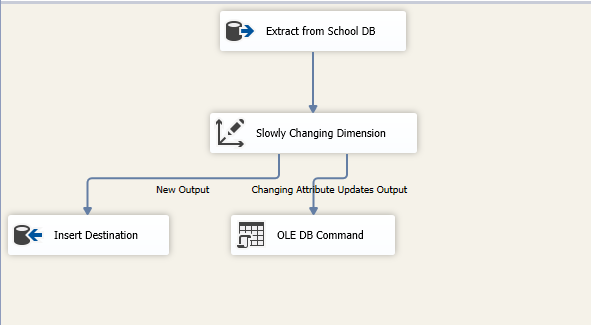 Extract from School DB
Slowly Changing Dimension
New Output
Changing Attribute Updates Output
Insert Destination
OLE DB Command